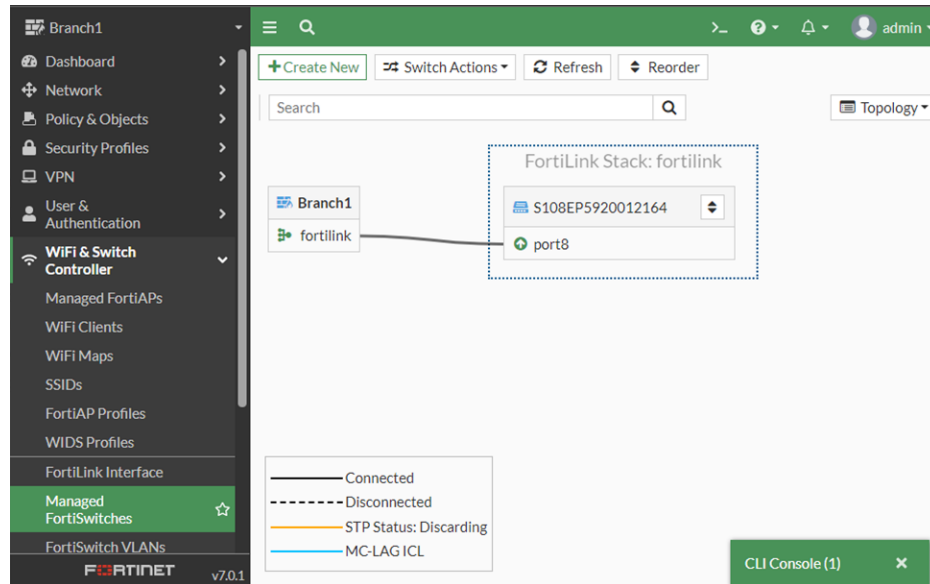 Branch1
Dashboard
Network
Policy & Objects
Security Profiles
VPN
User &
Authentication
WiFi & Switch
Controller
Managed FortiAPs
WiFi Clients
WiFi Maps
SSIDs
FortiAP Profiles
WIDS Profiles
FortiLink Interface
Managed
FortiSwitches
FortiSwitch VLANs
FORTINET v7.0.1
>_ admin
Create New Switch Actions Refresh Reorder
Search Topology
FortiLink Stack: fortilink
Branch1
fortilink
S108EP5920012164
port8
Connected
Disconnected
STP Status: Discarding
MC-LAG ICL
CLI Console (1)